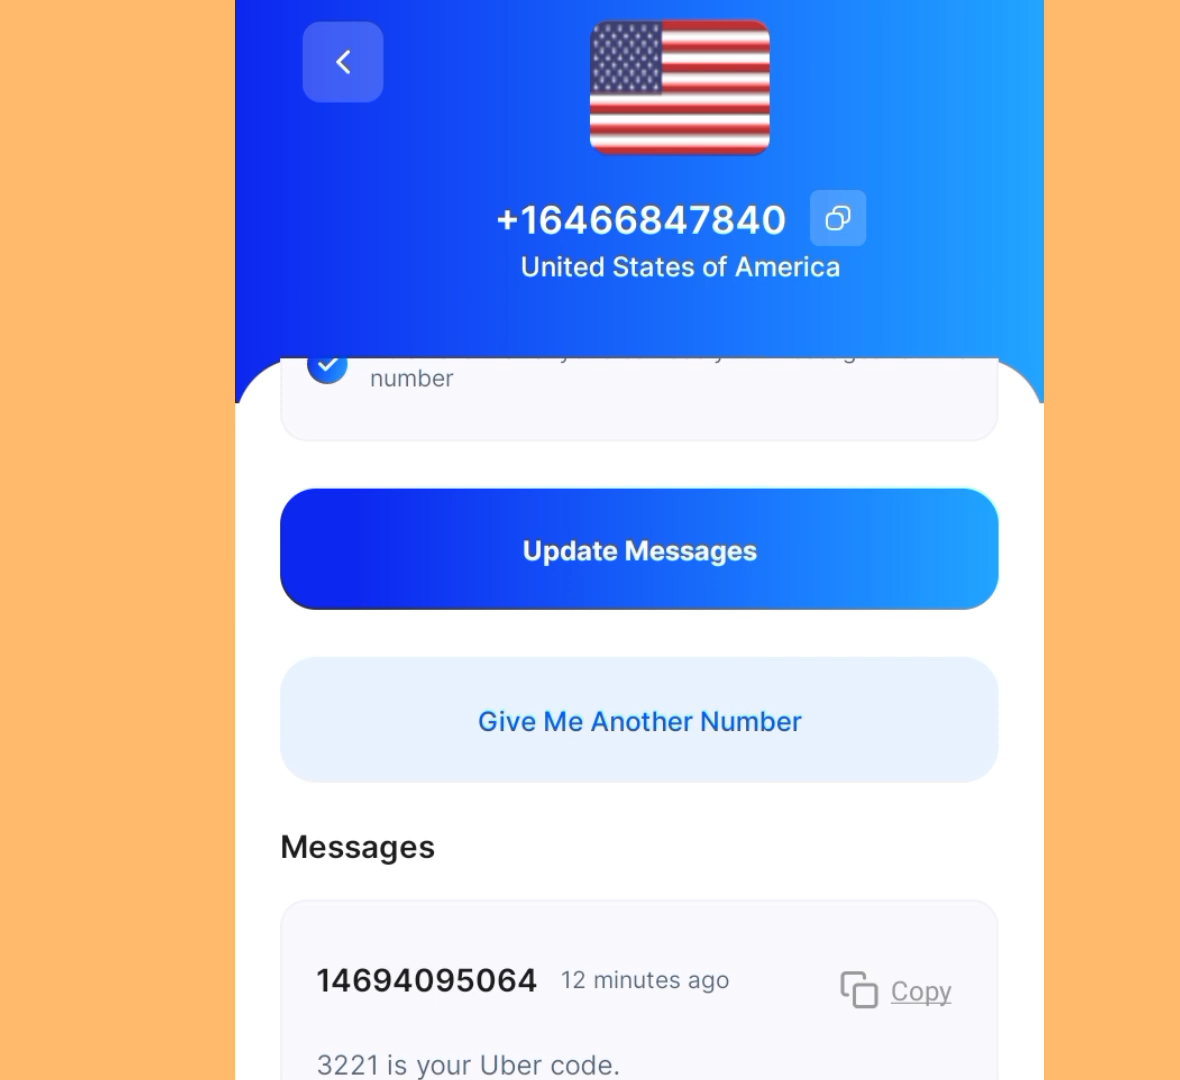 +16466847840
United States of America
number
Update Messages
Give Me Another Number
Messages
14694095064 12 minutes ago Copy
3221 is your Uber code.